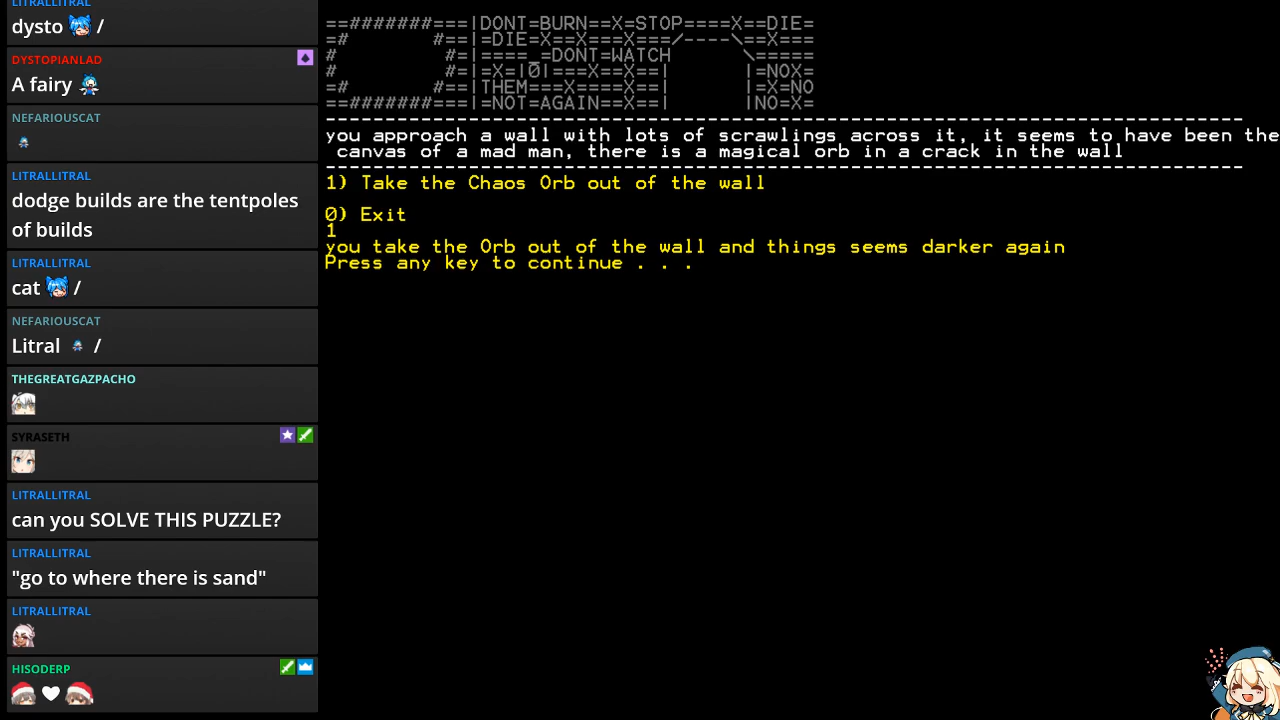 LITRALLITRAL
dysto /
DYSTOPIANLAD
A fairy
NEFARIOUSCAT
LITRALLITRAL
dodge builds are the tentpoles
of builds
LITRALLITRAL
cat /
NEFARIOUSCAT
Litral /
THEGREATGAZPACHO
SYRASETH
LITRALLITRAL
can you SOLVE THIS PUZZLE?
LITRALLITRAL
"go to where there is sand"
LITRALLITRAL
HISODERP
==#######===|DONT=BURN==X=STOP====X==DIE=
=#       #==|=DIE=X==X===X===/----\==X===
#         #=|====_=DONT=WATCH      \=====
#         #=|=X=|0|===X==X==|      |=NOX=
=#       #==|THEM===X====X==|      |=X=NO
==#######===|=NOT=AGAIN==X==|      |NO=X=
------------------------------------------------------------------------------
you approach a wall with lots of scrawlings across it, it seems to have been the
canvas of a mad man, there is a magical orb in a crack in the wall
------------------------------------------------------------------------------
1) Take the Chaos Orb out of the wall
0) Exit
1
you take the Orb out of the wall and things seems darker again
Press any key to continue . . .